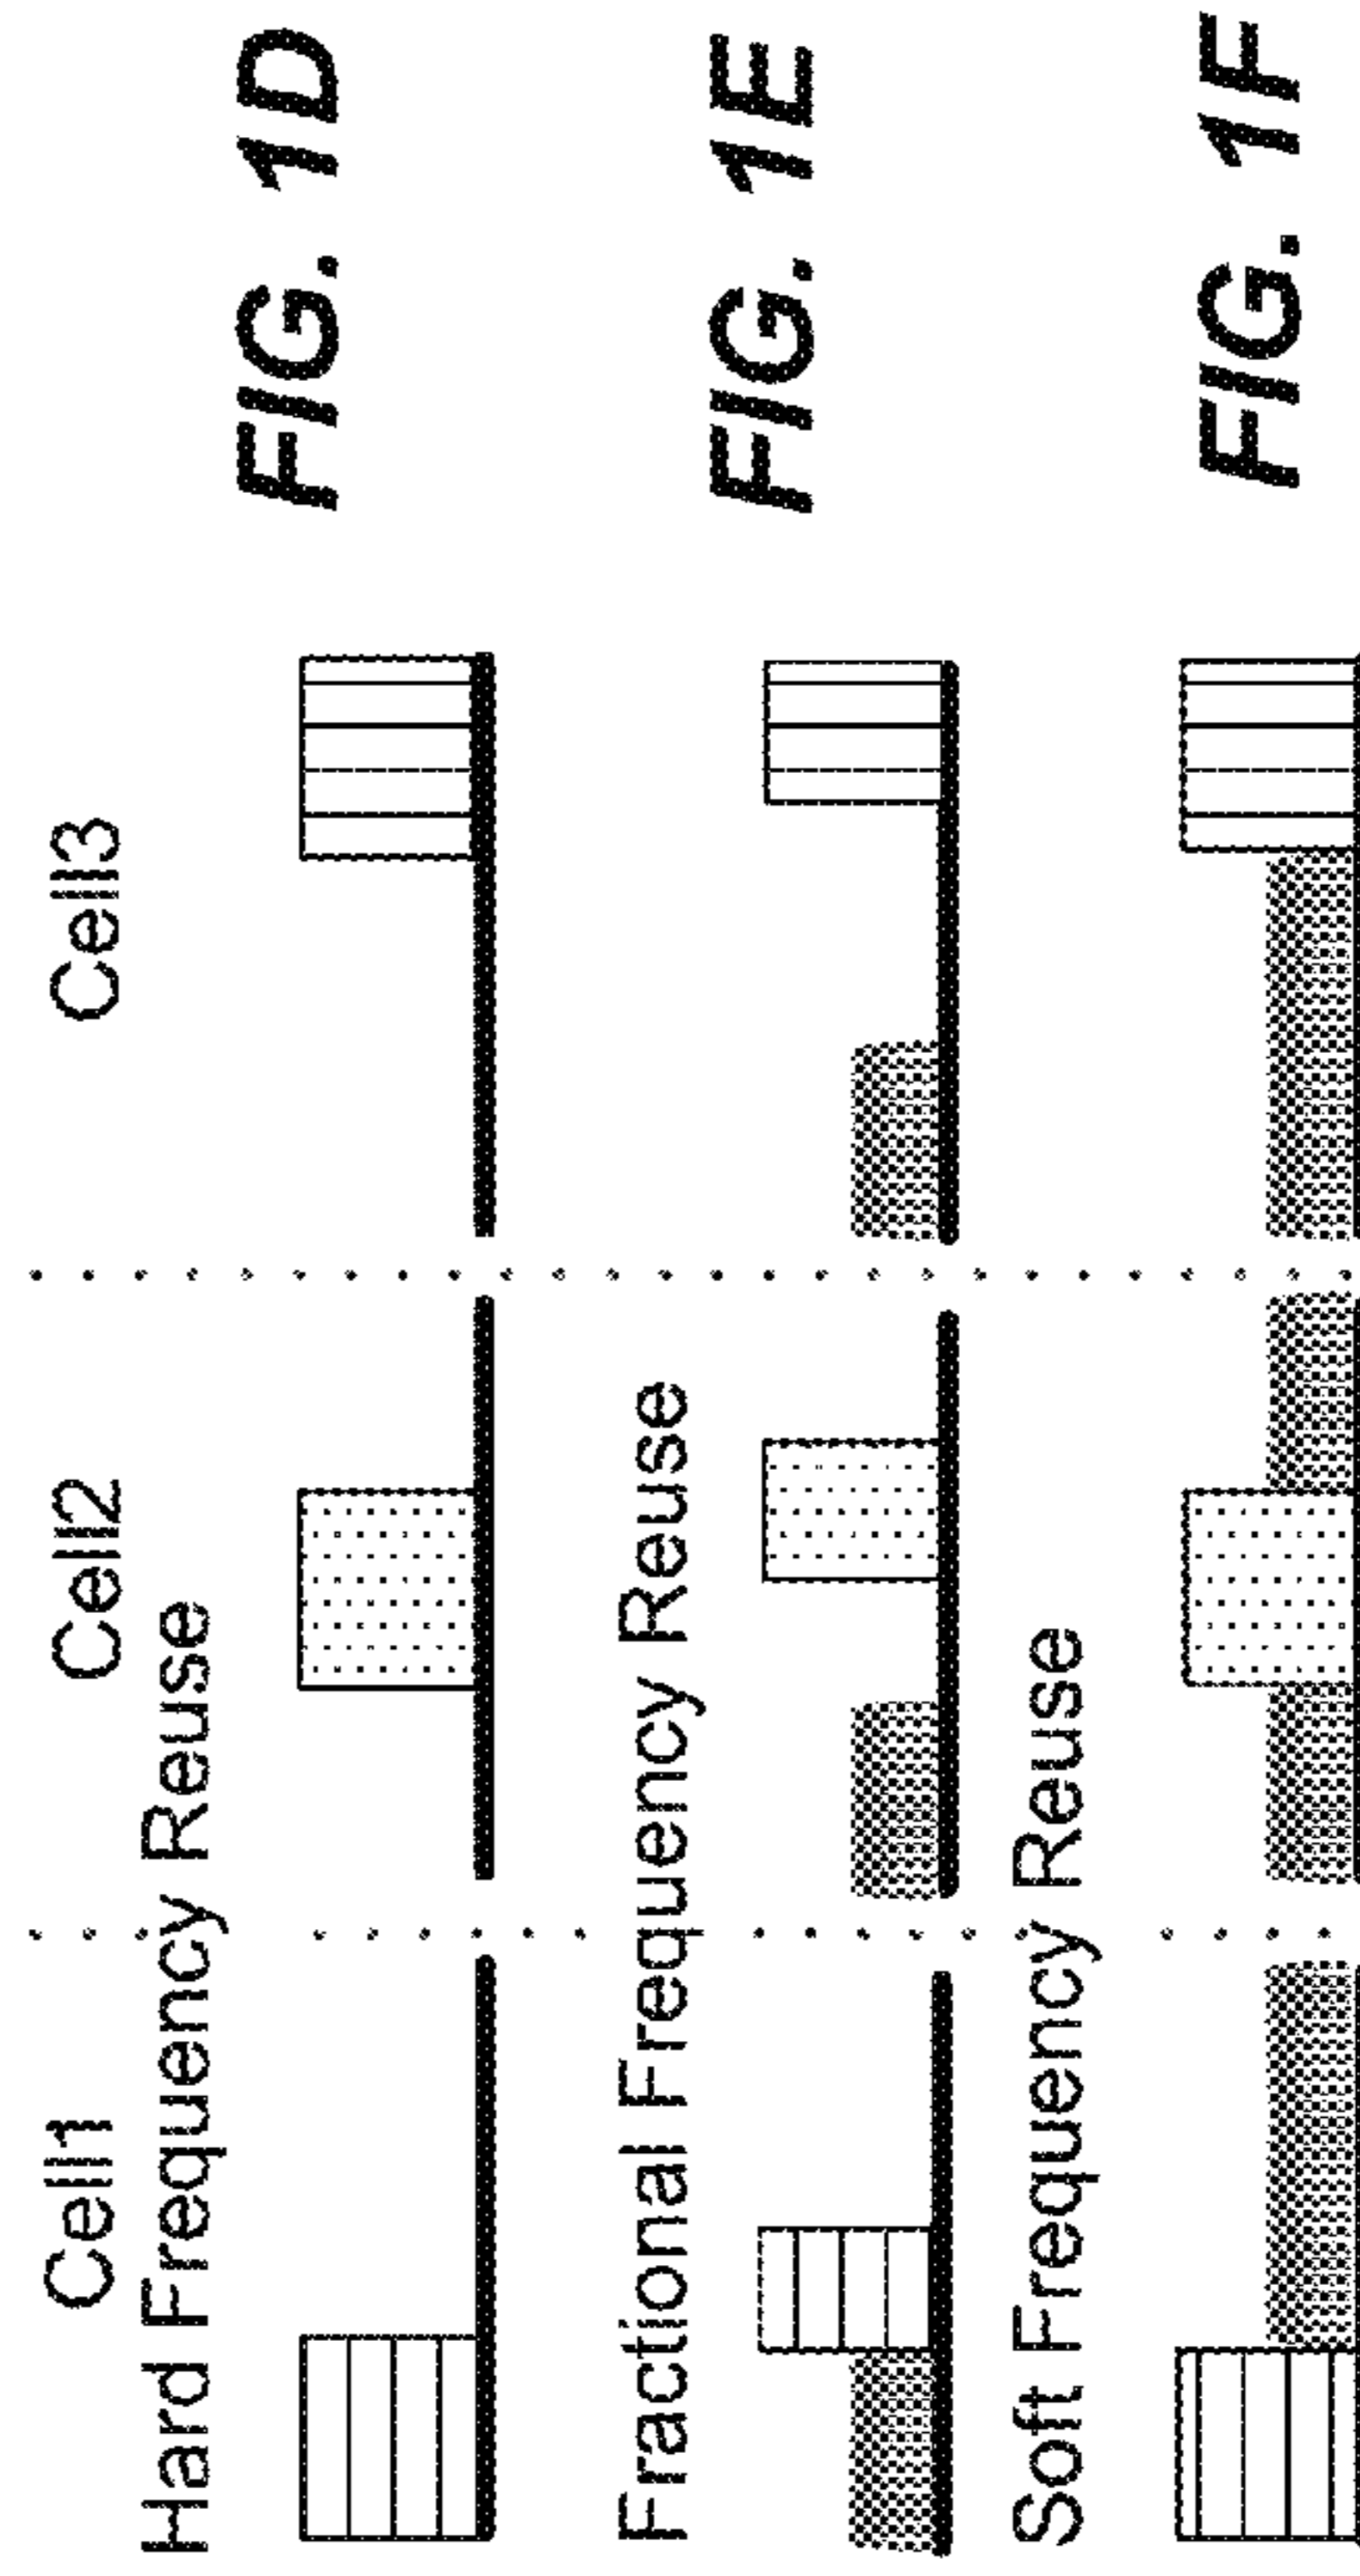 Cell1 Cell2 Cell3
Hard Frequency Reuse
FIG. 1D
Fractional Frequency Reuse
FIG. 1E
Soft Frequency Reuse
FIG. 1F